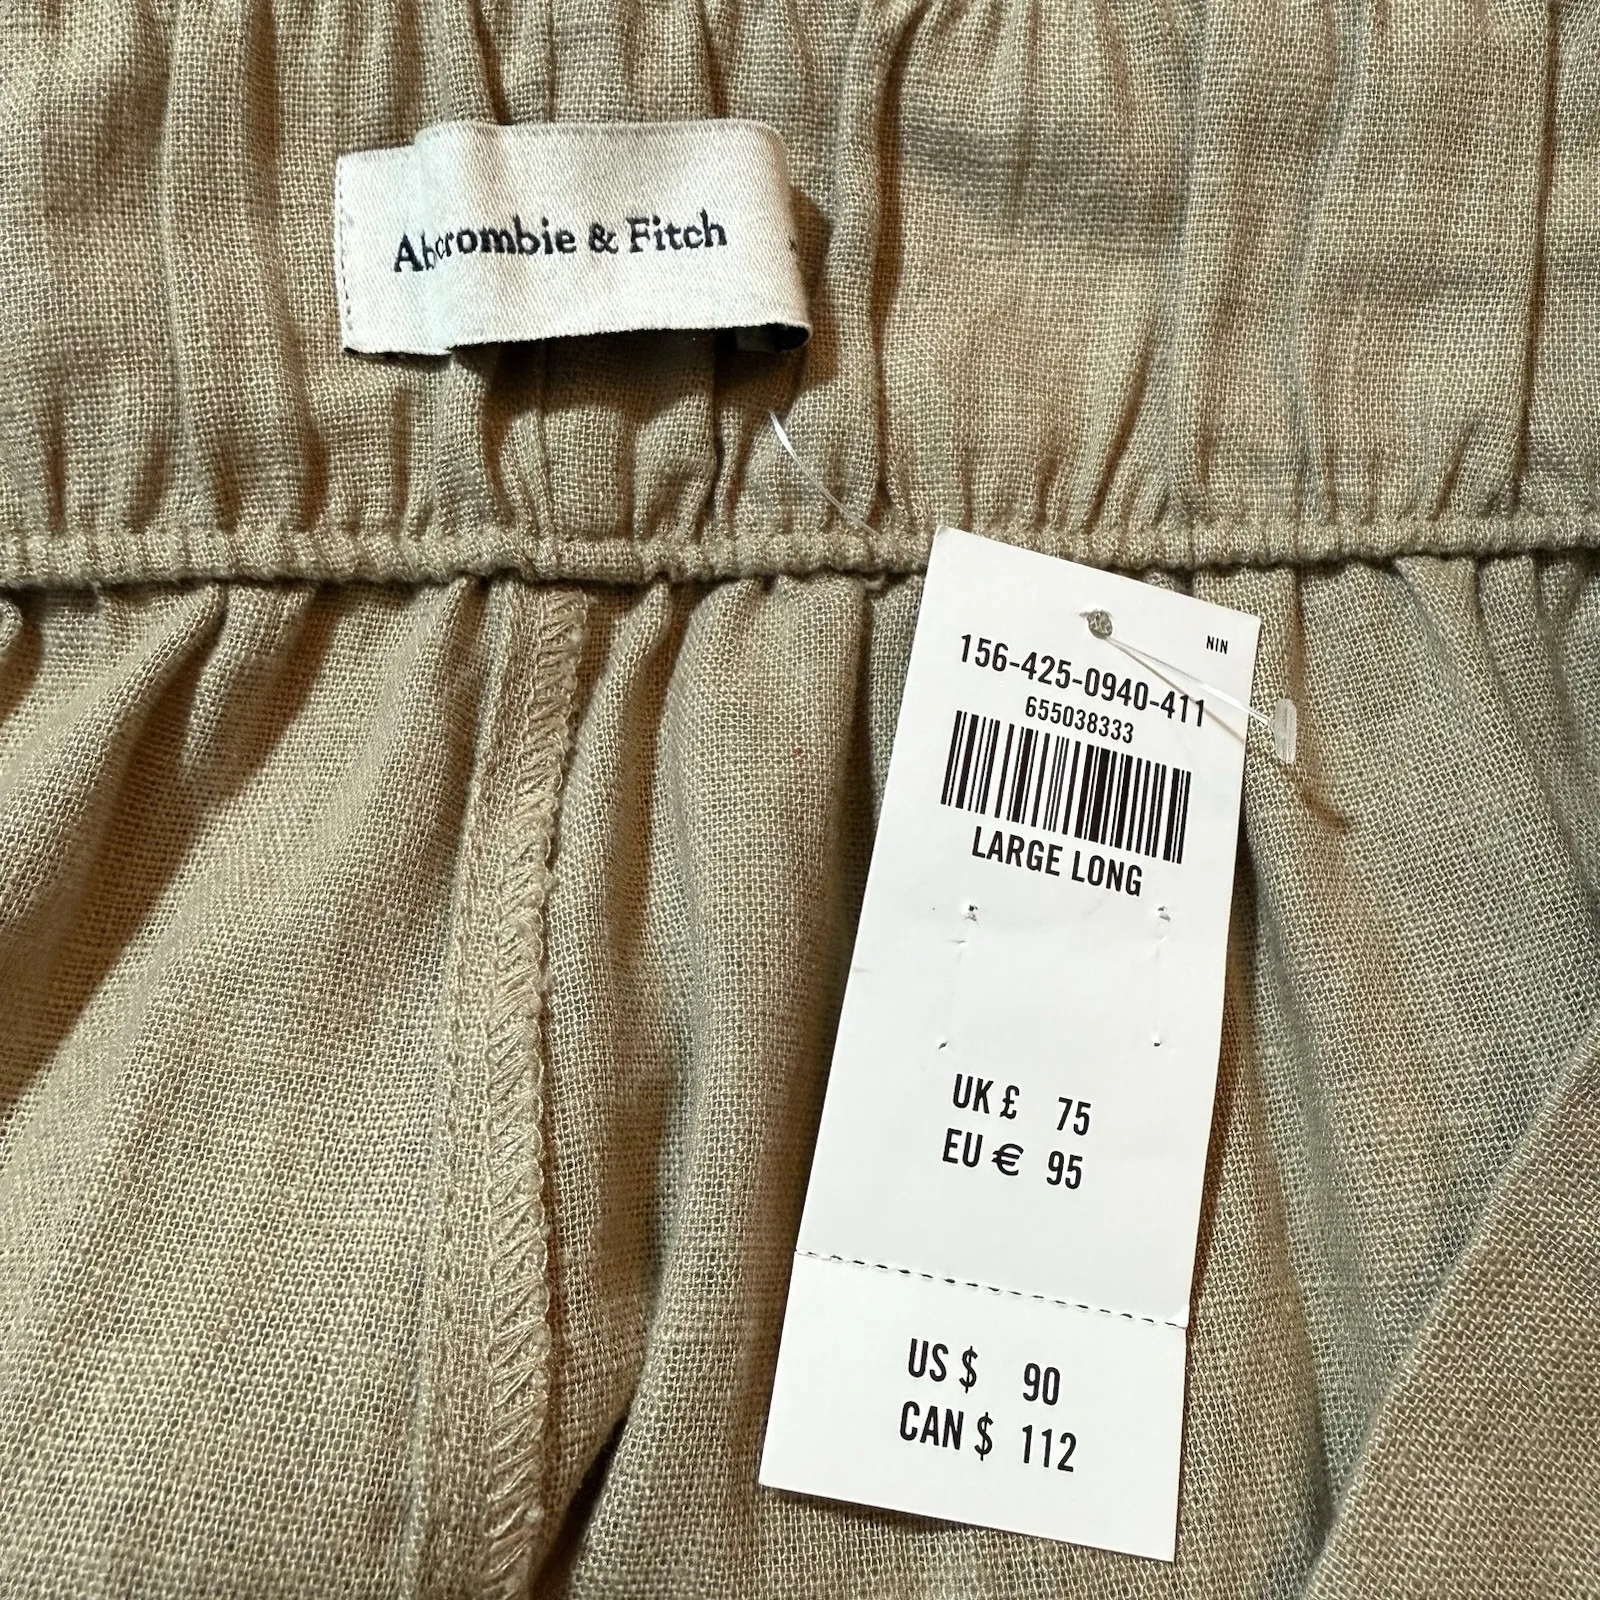 Abercrombie & Fitch
NIN
156-425-0940-411
655038333
LARGE LONG
UK £ 75
EU € 95
US $ 90
CAN $ 112